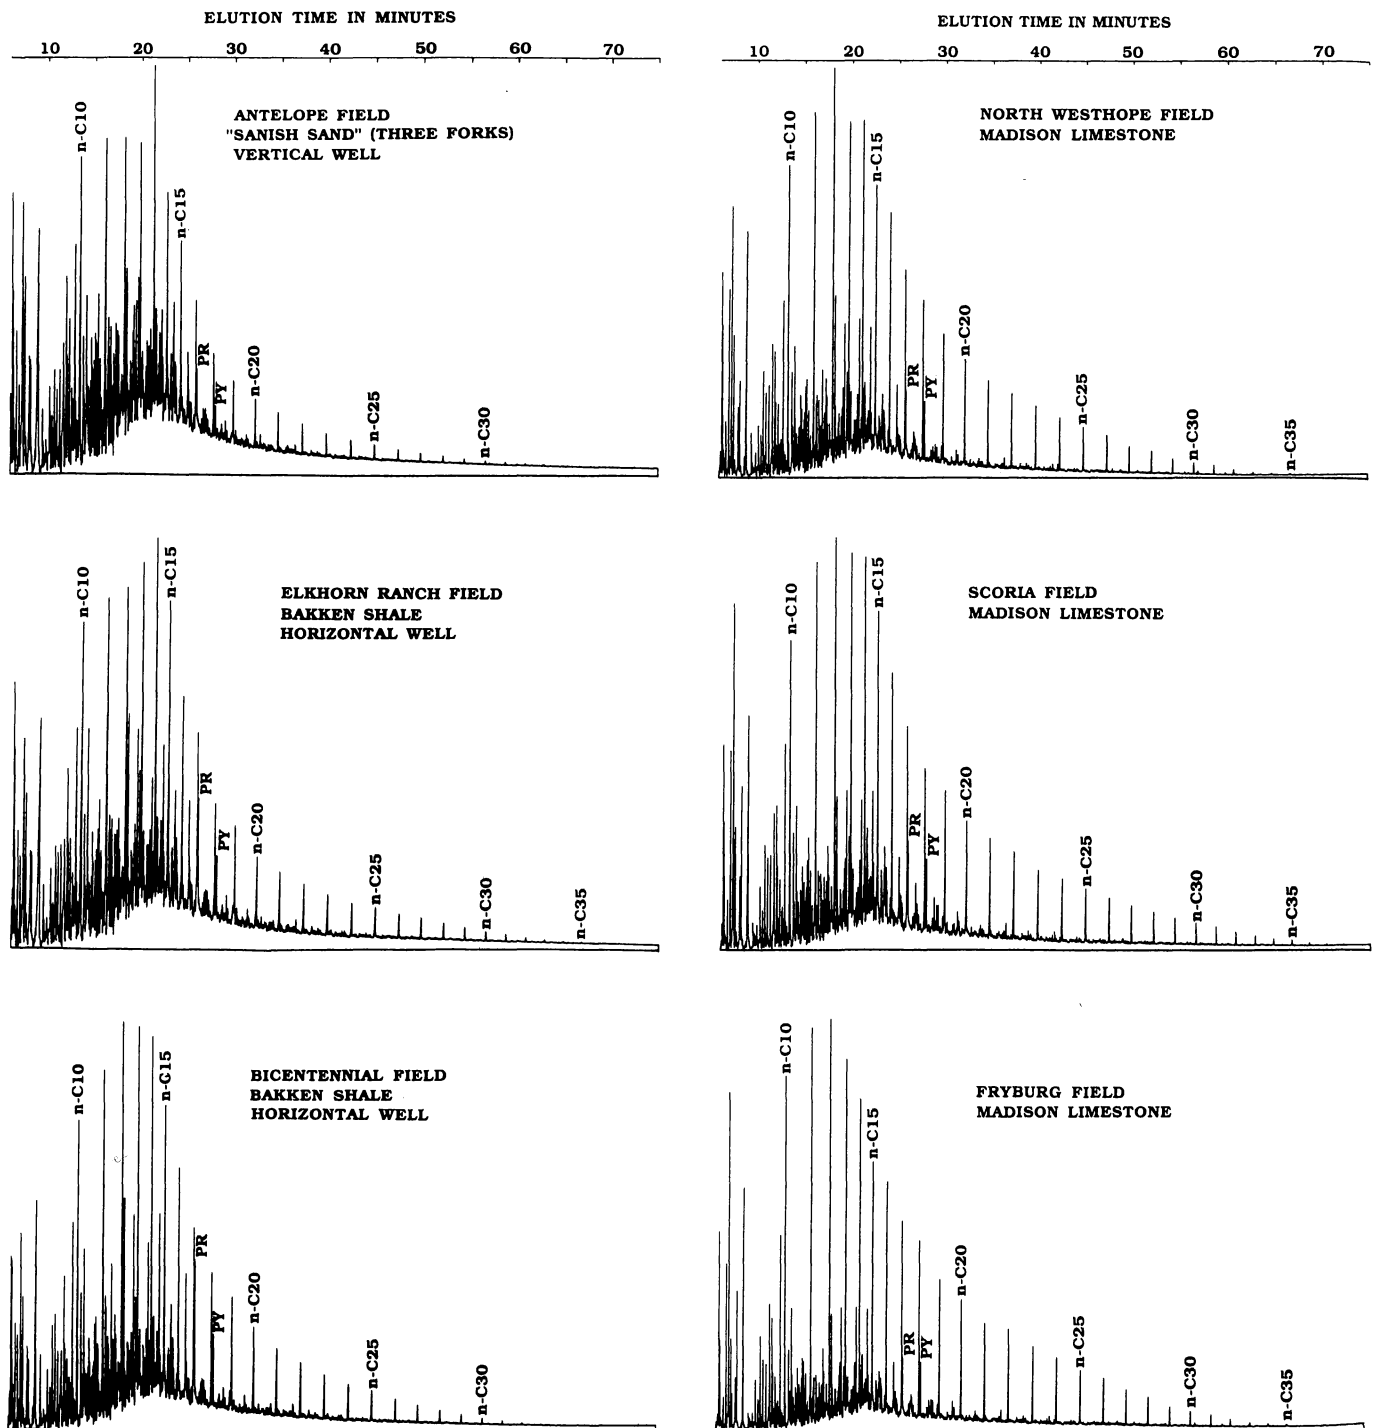 ELUTION TIME IN MINUTES
10 20 30 40 50 60 70
ANTELOPE FIELD
"SANISH SAND" (THREE FORKS)
VERTICAL WELL
n-C10
n-C15
PR
PY
n-C20
n-C25
n-C30
ELUTION TIME IN MINUTES
10 20 30 40 50 60 70
NORTH WESTHOPE FIELD
MADISON LIMESTONE
n-C10
n-C15
PR
PY
n-C20
n-C25
n-C30
n-C35
ELKHORN RANCH FIELD
BAKKEN SHALE
HORIZONTAL WELL
n-C10
n-C15
PR
PY
n-C20
n-C25
n-C30
n-C35
SCORIA FIELD
MADISON LIMESTONE
n-C10
n-C15
PR
PY
n-C20
n-C25
n-C30
n-C35
BICENTENNIAL FIELD
BAKKEN SHALE
HORIZONTAL WELL
n-C10
n-C15
PR
PY
n-C20
n-C25
n-C30
FRYBURG FIELD
MADISON LIMESTONE
n-C10
n-C15
PR
PY
n-C20
n-C25
n-C30
n-C35